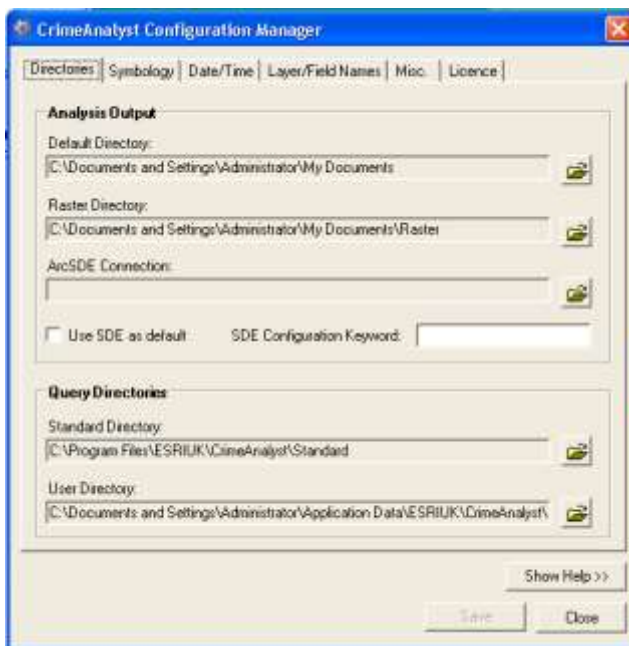 CrimeAnalyst Configuration Manager
Directories Symbology Date/Time Layer/Field Names Misc. Licence
Analysis Output
Default Directory:
C:\Documents and Settings\Administrator\My Documents
Raster Directory:
C:\Documents and Settings\Administrator\My Documents\Raster
ArcSDE Connection:
Use SDE as default SDE Configuration Keyword:
Query Directories
Standard Directory:
C:\Program Files\ESRIUK\CrimeAnalyst\Standard
User Directory:
C:\Documents and Settings\Administrator\Application Data\ESRIUK\CrimeAnalyst\
Show Help >>
Save Close